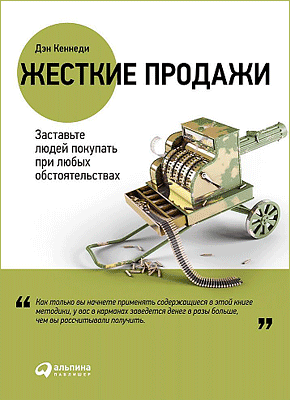 Дэн Кеннеди
ЖЕСТКИЕ ПРОДАЖИ
Заставьте
людей покупать
при любых
обстоятельствах
“Как только вы начнете применять содержащиеся в этой книге
методики, у вас в карманах заведется денег в разы больше,
чем вы рассчитывали получить.”
альпина
ПАБЛИШЕР